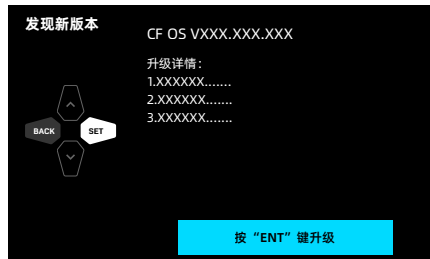 发现新版本
CF OS VXXX.XXX.XXX
升级详情：
1.XXXXXX.......
2.XXXXXX.......
3.XXXXXX.......
BACK
SET
按“ENT”键升级